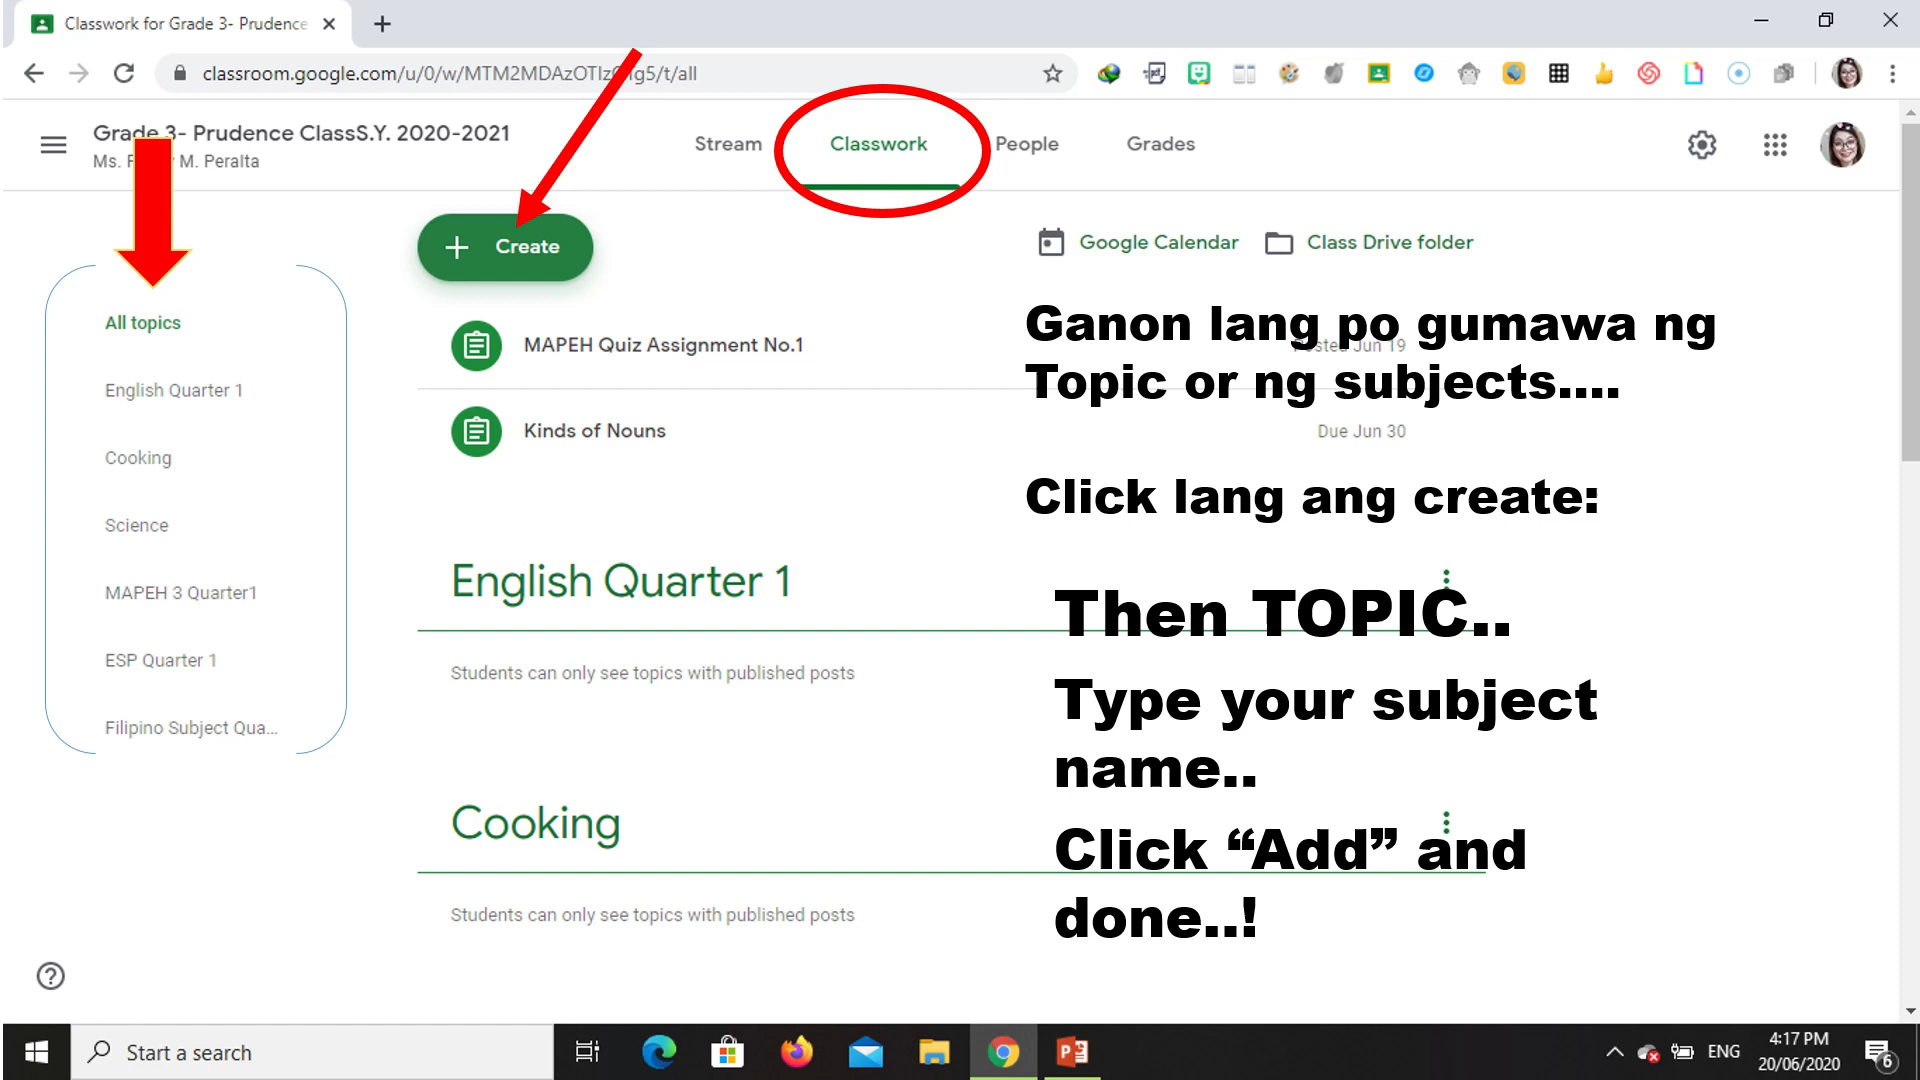 Classwork for Grade 3- Prudence
classroom.google.com/u/0/w/MTM2MDAzOTIz g5/t/all
Grade 3- Prudence ClassS.Y. 2020-2021
Ms. M. Peralta
Stream
Classwork
People
Grades
Create
Google Calendar
Class Drive folder
All topics
English Quarter 1
Cooking
Science
MAPEH 3 Quarter1
ESP Quarter 1
Filipino Subject Qua...
MAPEH Quiz Assignment No.1
Posted Jun 19
Kinds of Nouns
Due Jun 30
English Quarter 1
Students can only see topics with published posts
Cooking
Students can only see topics with published posts
Ganon lang po gumawa ng
Topic or ng subjects....
Click lang ang create:
Then TOPIC..
Type your subject
name..
Click “Add” and
done..!
Start a search
ENG
4:17 PM
20/06/2020
6